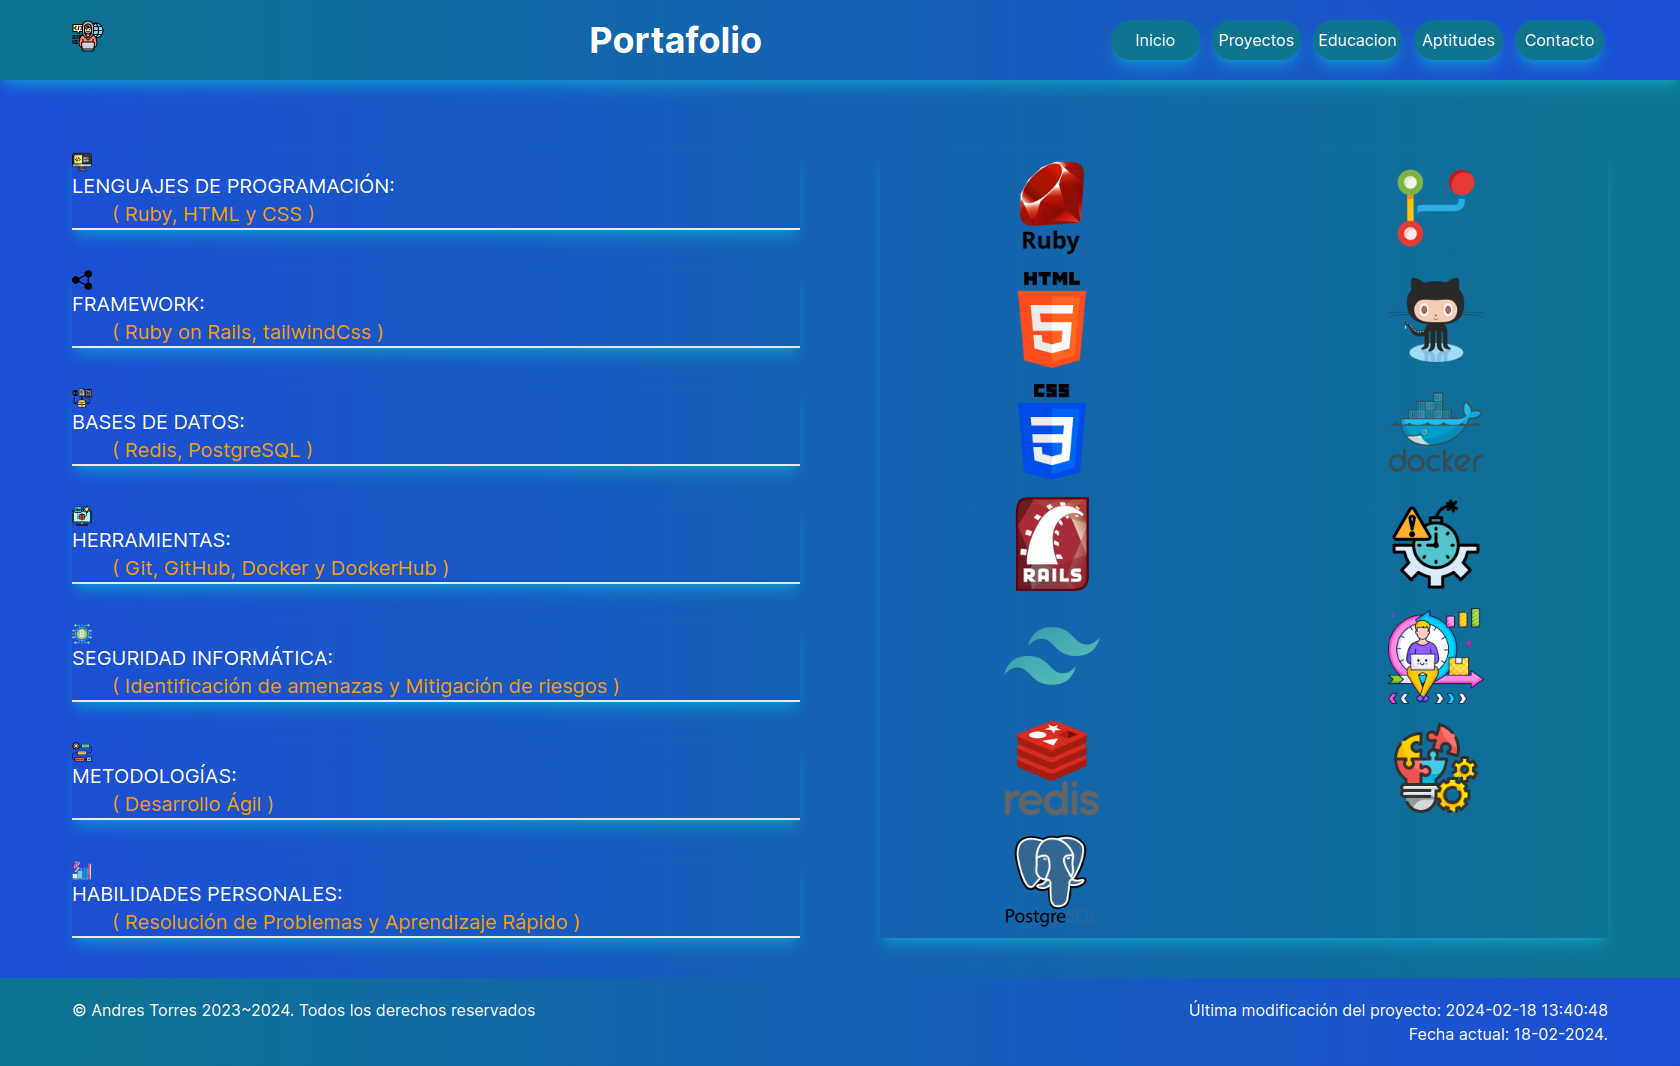 Portafolio
Inicio
Proyectos
Educacion
Aptitudes
Contacto
LENGUAJES DE PROGRAMACIÓN:
( Ruby, HTML y CSS )
FRAMEWORK:
( Ruby on Rails, tailwindCss )
BASES DE DATOS:
( Redis, PostgreSQL )
HERRAMIENTAS:
( Git, GitHub, Docker y DockerHub )
SEGURIDAD INFORMÁTICA:
( Identificación de amenazas y Mitigación de riesgos )
METODOLOGÍAS:
( Desarrollo Ágil )
HABILIDADES PERSONALES:
( Resolución de Problemas y Aprendizaje Rápido )
Ruby
HTML
5
CSS
3
RAILS
redis
PostgreSQL
docker
© Andres Torres 2023~2024. Todos los derechos reservados
Última modificación del proyecto: 2024-02-18 13:40:48
Fecha actual: 18-02-2024.